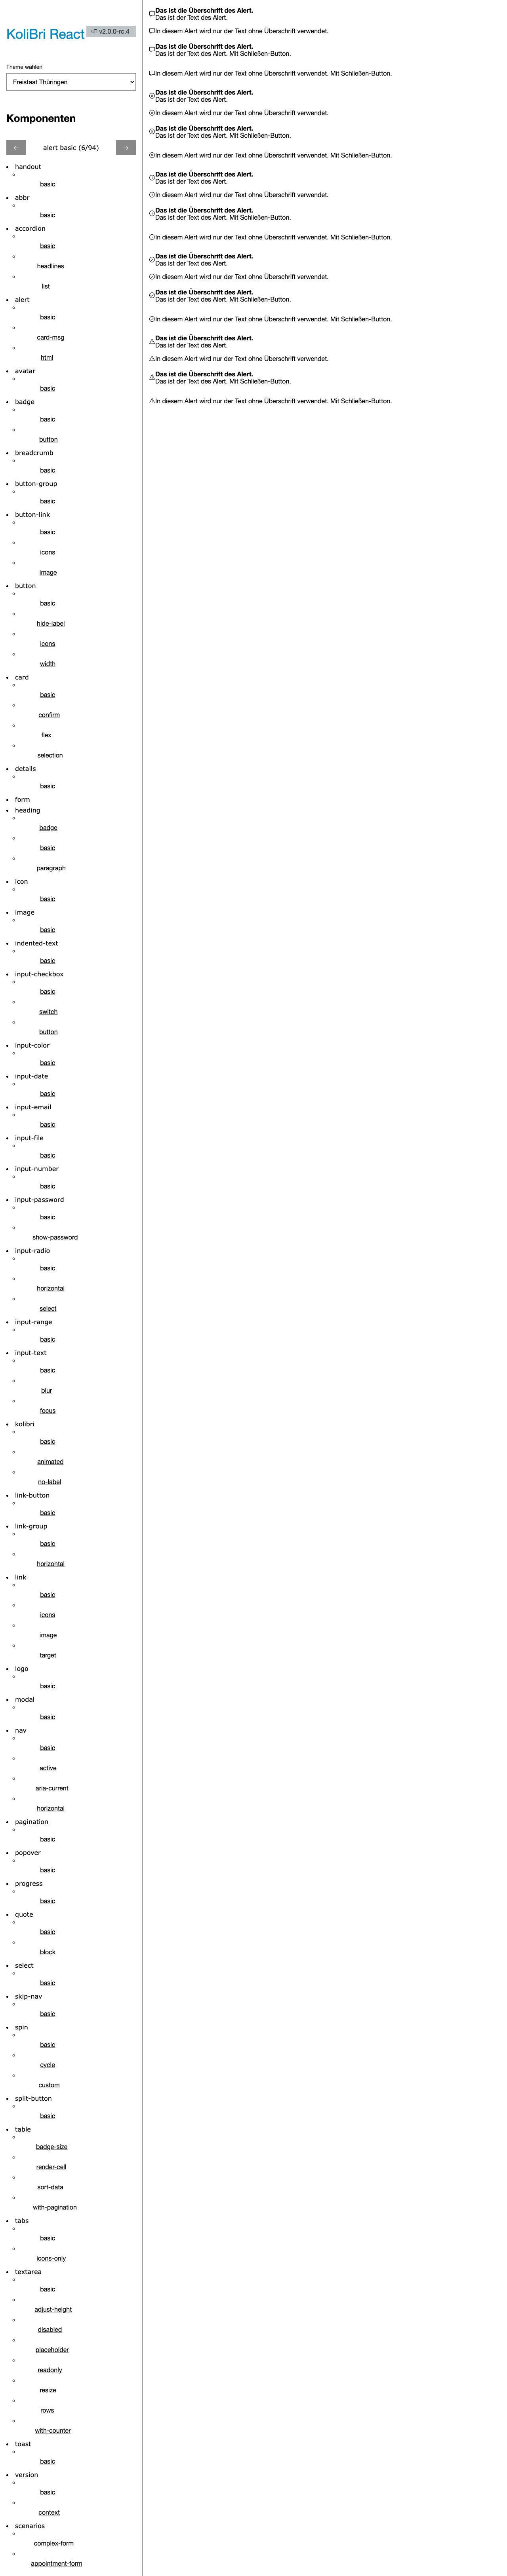 KoliBri React
v2.0.0-rc.4
Theme wählen
Freistaat Thüringen
Komponenten
alert basic (6/94)
handout
basic
abbr
basic
accordion
basic
headlines
list
alert
basic
card-msg
html
avatar
basic
badge
basic
button
breadcrumb
basic
button-group
basic
button-link
basic
icons
image
button
basic
hide-label
icons
width
card
basic
confirm
flex
selection
details
basic
form
heading
badge
basic
paragraph
icon
basic
image
basic
indented-text
basic
input-checkbox
basic
switch
button
input-color
basic
input-date
basic
input-email
basic
input-file
basic
input-number
basic
input-password
basic
show-password
input-radio
basic
horizontal
select
input-range
basic
input-text
basic
blur
focus
kolibri
basic
animated
no-label
link-button
basic
link-group
basic
horizontal
link
basic
icons
image
target
logo
basic
modal
basic
nav
basic
active
aria-current
horizontal
pagination
basic
popover
basic
progress
basic
quote
basic
block
select
basic
skip-nav
basic
spin
basic
cycle
custom
split-button
basic
table
badge-size
render-cell
sort-data
with-pagination
tabs
basic
icons-only
textarea
basic
adjust-height
disabled
placeholder
readonly
resize
rows
with-counter
toast
basic
version
basic
context
scenarios
complex-form
appointment-form
Das ist die Überschrift des Alert.
Das ist der Text des Alert.
In diesem Alert wird nur der Text ohne Überschrift verwendet.
Das ist die Überschrift des Alert.
Das ist der Text des Alert. Mit Schließen-Button.
In diesem Alert wird nur der Text ohne Überschrift verwendet. Mit Schließen-Button.
Das ist die Überschrift des Alert.
Das ist der Text des Alert.
In diesem Alert wird nur der Text ohne Überschrift verwendet.
Das ist die Überschrift des Alert.
Das ist der Text des Alert. Mit Schließen-Button.
In diesem Alert wird nur der Text ohne Überschrift verwendet. Mit Schließen-Button.
Das ist die Überschrift des Alert.
Das ist der Text des Alert.
In diesem Alert wird nur der Text ohne Überschrift verwendet.
Das ist die Überschrift des Alert.
Das ist der Text des Alert. Mit Schließen-Button.
In diesem Alert wird nur der Text ohne Überschrift verwendet. Mit Schließen-Button.
Das ist die Überschrift des Alert.
Das ist der Text des Alert.
In diesem Alert wird nur der Text ohne Überschrift verwendet.
Das ist die Überschrift des Alert.
Das ist der Text des Alert. Mit Schließen-Button.
In diesem Alert wird nur der Text ohne Überschrift verwendet. Mit Schließen-Button.
Das ist die Überschrift des Alert.
Das ist der Text des Alert.
In diesem Alert wird nur der Text ohne Überschrift verwendet.
Das ist die Überschrift des Alert.
Das ist der Text des Alert. Mit Schließen-Button.
In diesem Alert wird nur der Text ohne Überschrift verwendet. Mit Schließen-Button.